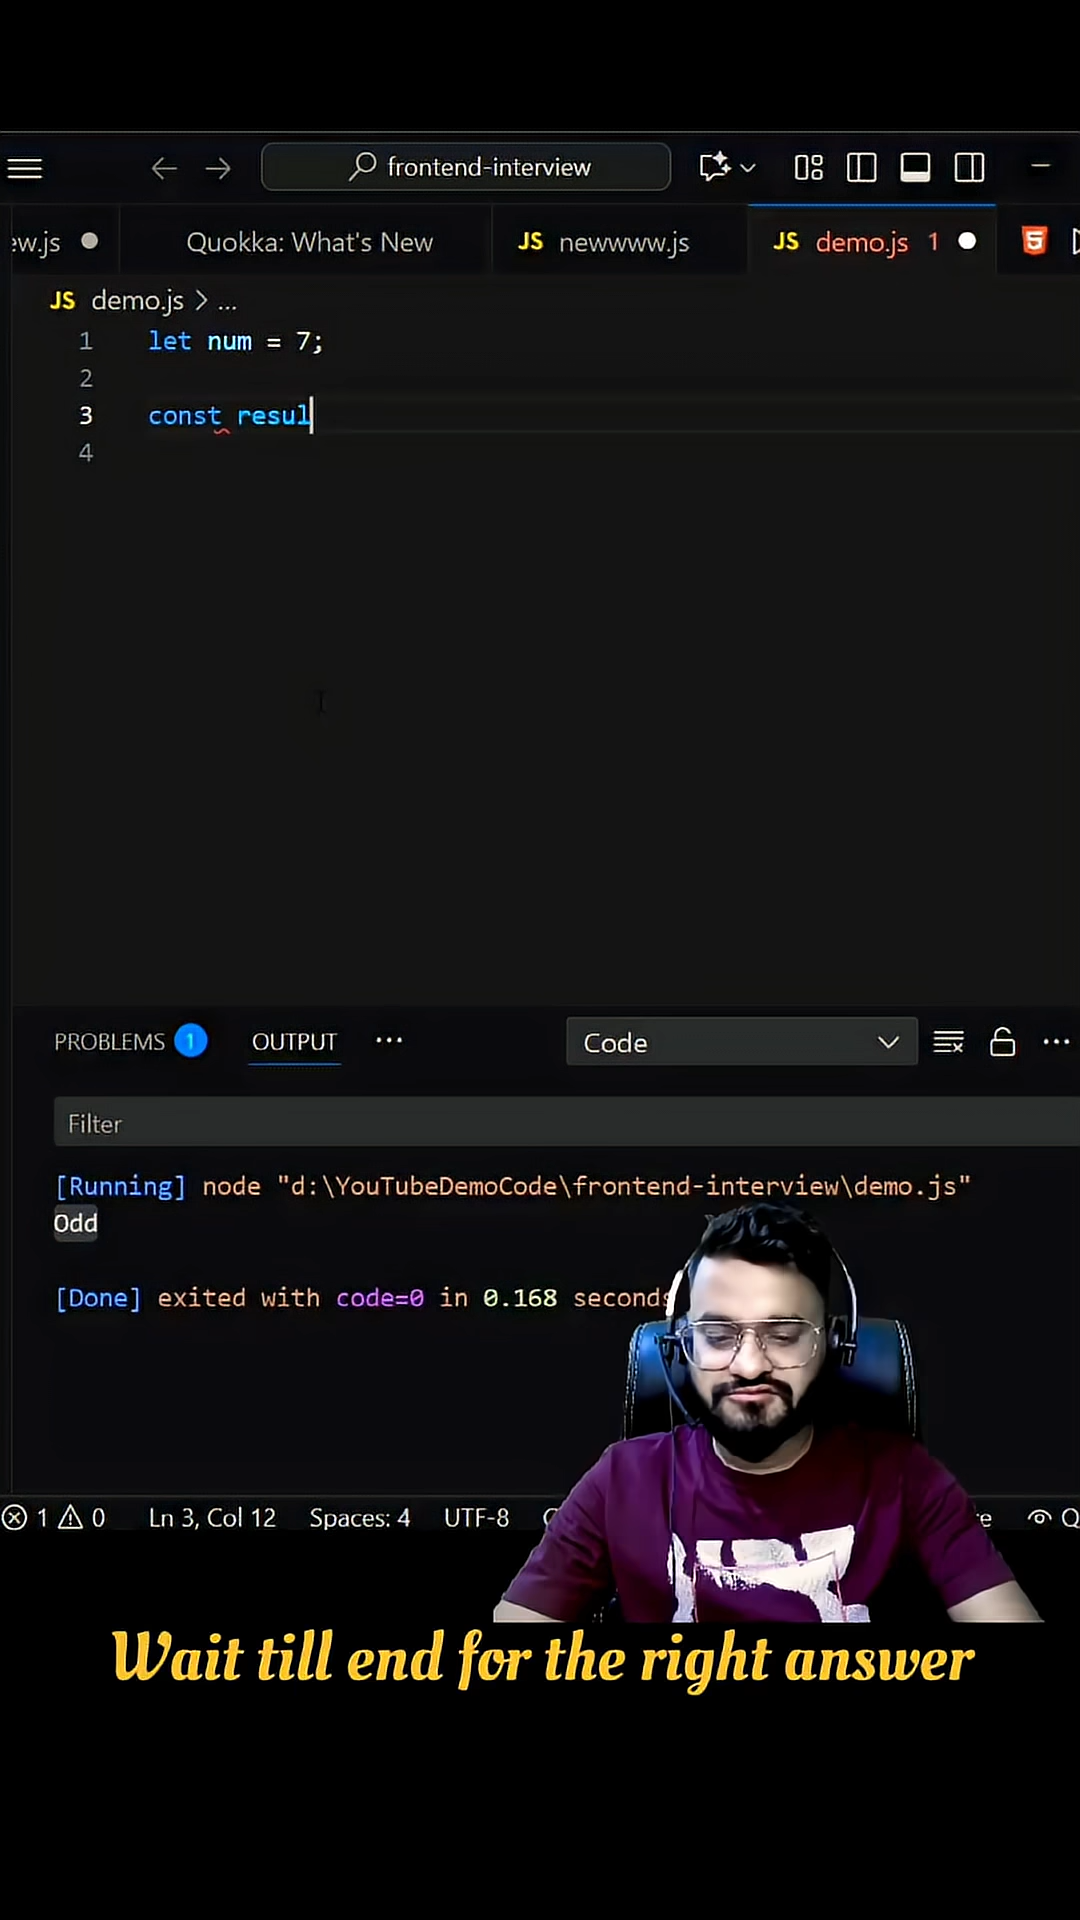 frontend-interview
ew.js
Quokka: What's New
JS newwww.js
JS demo.js 1
JS demo.js > ...
1 let num = 7;
2
3 const resul
4
PROBLEMS 1 OUTPUT ...
Code
Filter
[Running] node "d:\YouTubeDemoCode\frontend-interview\demo.js"
Odd
[Done] exited with code=0 in 0.168 seconds
1 0 Ln 3, Col 12 Spaces: 4 UTF-8
Wait till end for the right answer